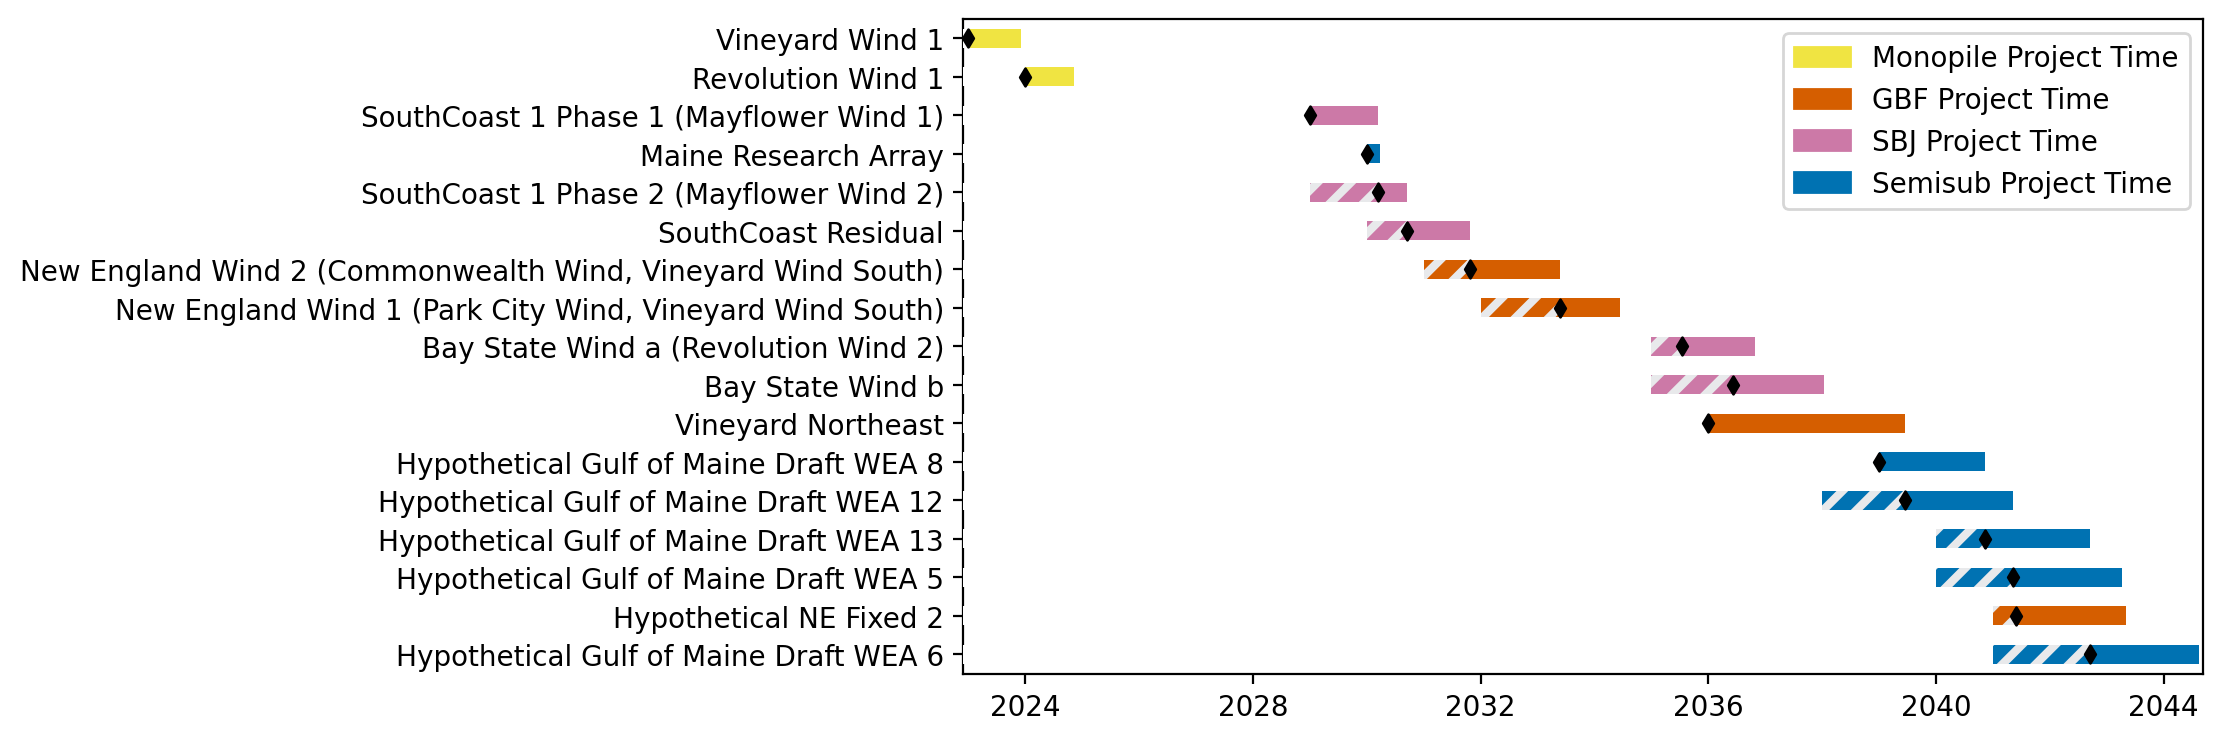 Vineyard Wind 1
Revolution Wind 1
SouthCoast 1 Phase 1 (Mayflower Wind 1)
Maine Research Array
SouthCoast 1 Phase 2 (Mayflower Wind 2)
SouthCoast Residual
New England Wind 2 (Commonwealth Wind, Vineyard Wind South)
New England Wind 1 (Park City Wind, Vineyard Wind South)
Bay State Wind a (Revolution Wind 2)
Bay State Wind b
Vineyard Northeast
Hypothetical Gulf of Maine Draft WEA 8
Hypothetical Gulf of Maine Draft WEA 12
Hypothetical Gulf of Maine Draft WEA 13
Hypothetical Gulf of Maine Draft WEA 5
Hypothetical NE Fixed 2
Hypothetical Gulf of Maine Draft WEA 6
Monopile Project Time
GBF Project Time
SBJ Project Time
Semisub Project Time
2024 2028 2032 2036 2040 2044